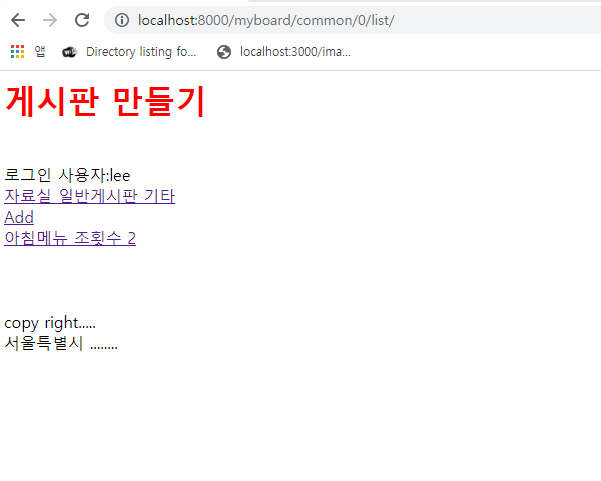 localhost:8000/myboard/common/0/list/
앱 Directory listing fo... localhost:3000/ima...
게시판 만들기
로그인 사용자:lee
자료실 일반게시판 기타
Add
아침메뉴 조횟수 2
copy right.....
서울특별시 ........